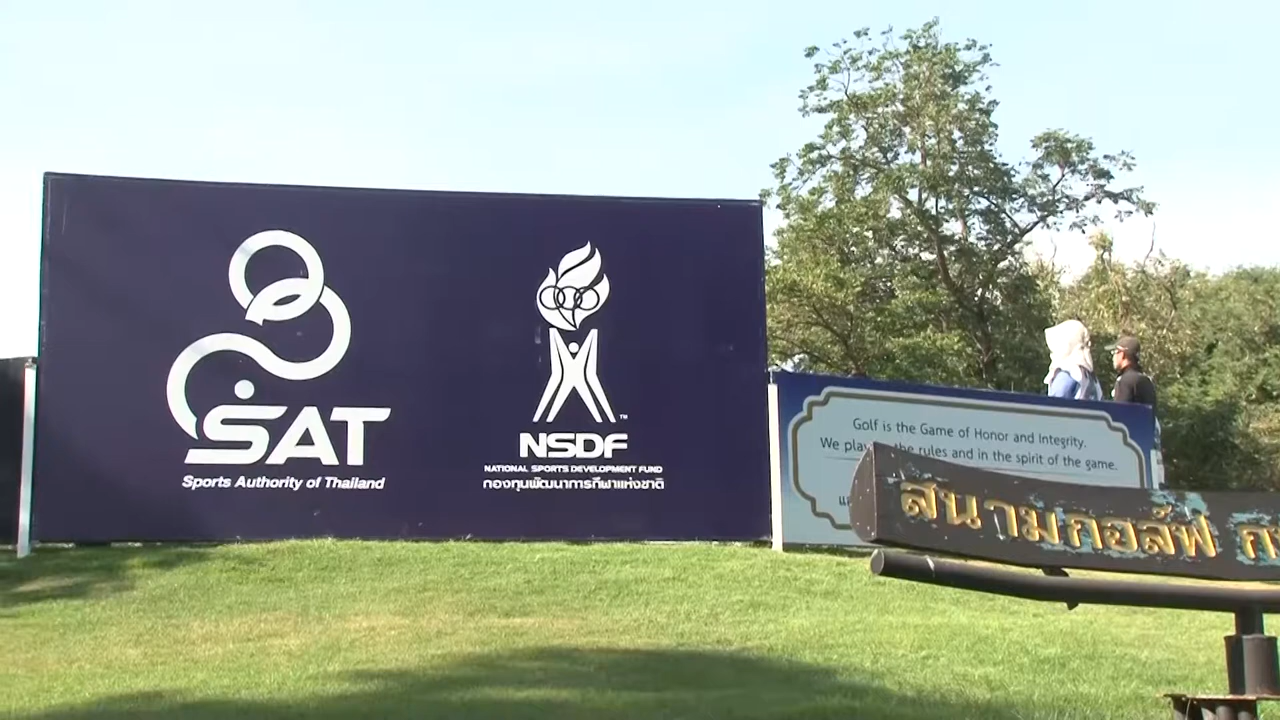 SAT
Sports Authority of Thailand
NSDF
NATIONAL SPORTS DEVELOPMENT FUND
กองทุนพัฒนาการกีฬาแห่งชาติ
TM
Golf is the Game of Honor and Integrity.
We play the rules and in the spirit of the game.
สนามกอล์ฟ